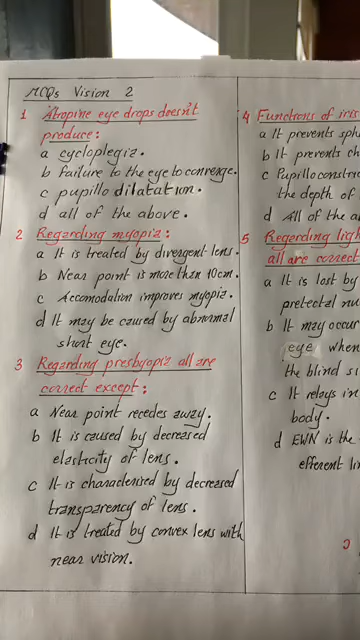 MCQs Vision 2
1 Atropine eye drops doesn't
produce:
a cycloplegia.
b failure to the eye to converge.
c pupillo dilatation.
d all of the above.
2 Regarding myopia:
a It is treated by divergent lens.
b Near point is more than 10cm.
c Accomodation improves myopia.
d It may be caused by abnormal
short eye.
3 Regarding presbyopia all are
correct except:
a Near point recedes away.
b It is caused by decreased
elasticity of lens.
c It is characterised by decreased
transparency of lens.
d It is treated by convex lens with
near vision.
4 Functions of iris
a It prevents sph
b It prevents ch
c Pupilloconstri
the depth of
d All of the a
5 Regarding ligh
all are correct
a It is lost by
pretectal nu
b It may occur
eye when
the blind si
c It relays in
body.
d EWN is the
efferent li